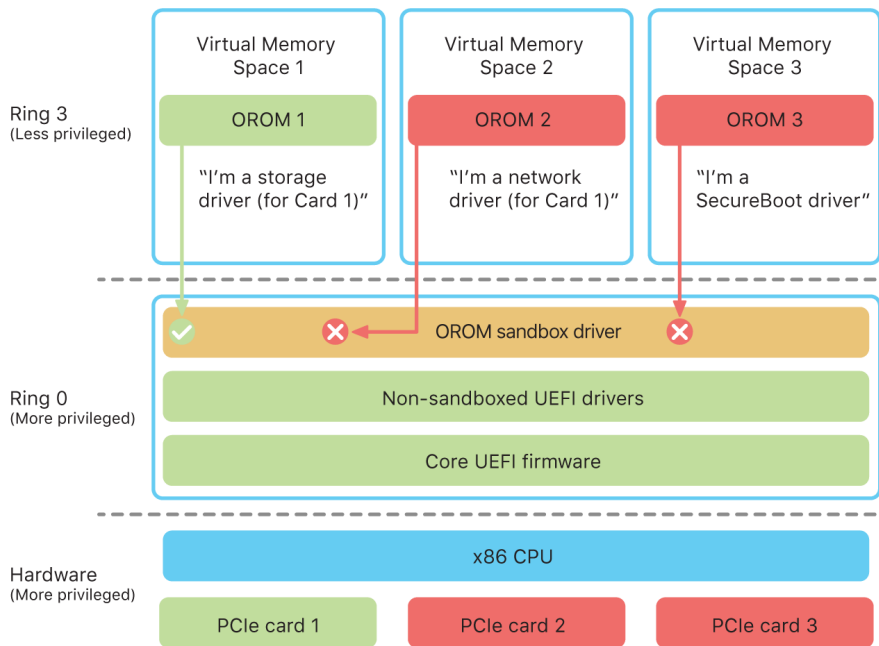 Virtual Memory
Space 1
Virtual Memory
Space 2
Virtual Memory
Space 3
Ring 3
(Less privileged)
OROM 1
OROM 2
OROM 3
“I’m a storage
driver (for Card 1)”
“I’m a network
driver (for Card 1)”
“I’m a
SecureBoot driver”
OROM sandbox driver
Ring 0
(More privileged)
Non-sandboxed UEFI drivers
Core UEFI firmware
Hardware
(More privileged)
x86 CPU
PCIe card 1
PCIe card 2
PCIe card 3